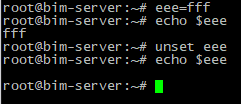 root@bim-server:~# eee=fff
root@bim-server:~# echo $eee
fff
root@bim-server:~# unset eee
root@bim-server:~# echo $eee

root@bim-server:~#